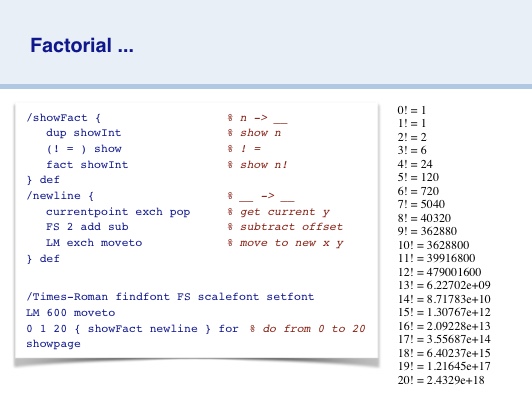 Factorial ...
/showFact { % n -> __
dup showInt % show n
(! = ) show % ! =
fact showInt % show n!
} def
/newline { % __ -> __
currentpoint exch pop % get current y
FS 2 add sub % subtract offset
LM exch moveto % move to new x y
} def
/Times-Roman findfont FS scalefont setfont
LM 600 moveto
0 1 20 { showFact newline } for % do from 0 to 20
showpage
0! = 1
1! = 1
2! = 2
3! = 6
4! = 24
5! = 120
6! = 720
7! = 5040
8! = 40320
9! = 362880
10! = 3628800
11! = 39916800
12! = 479001600
13! = 6.22702e+09
14! = 8.71783e+10
15! = 1.30767e+12
16! = 2.09228e+13
17! = 3.55687e+14
18! = 6.40237e+15
19! = 1.21645e+17
20! = 2.4329e+18